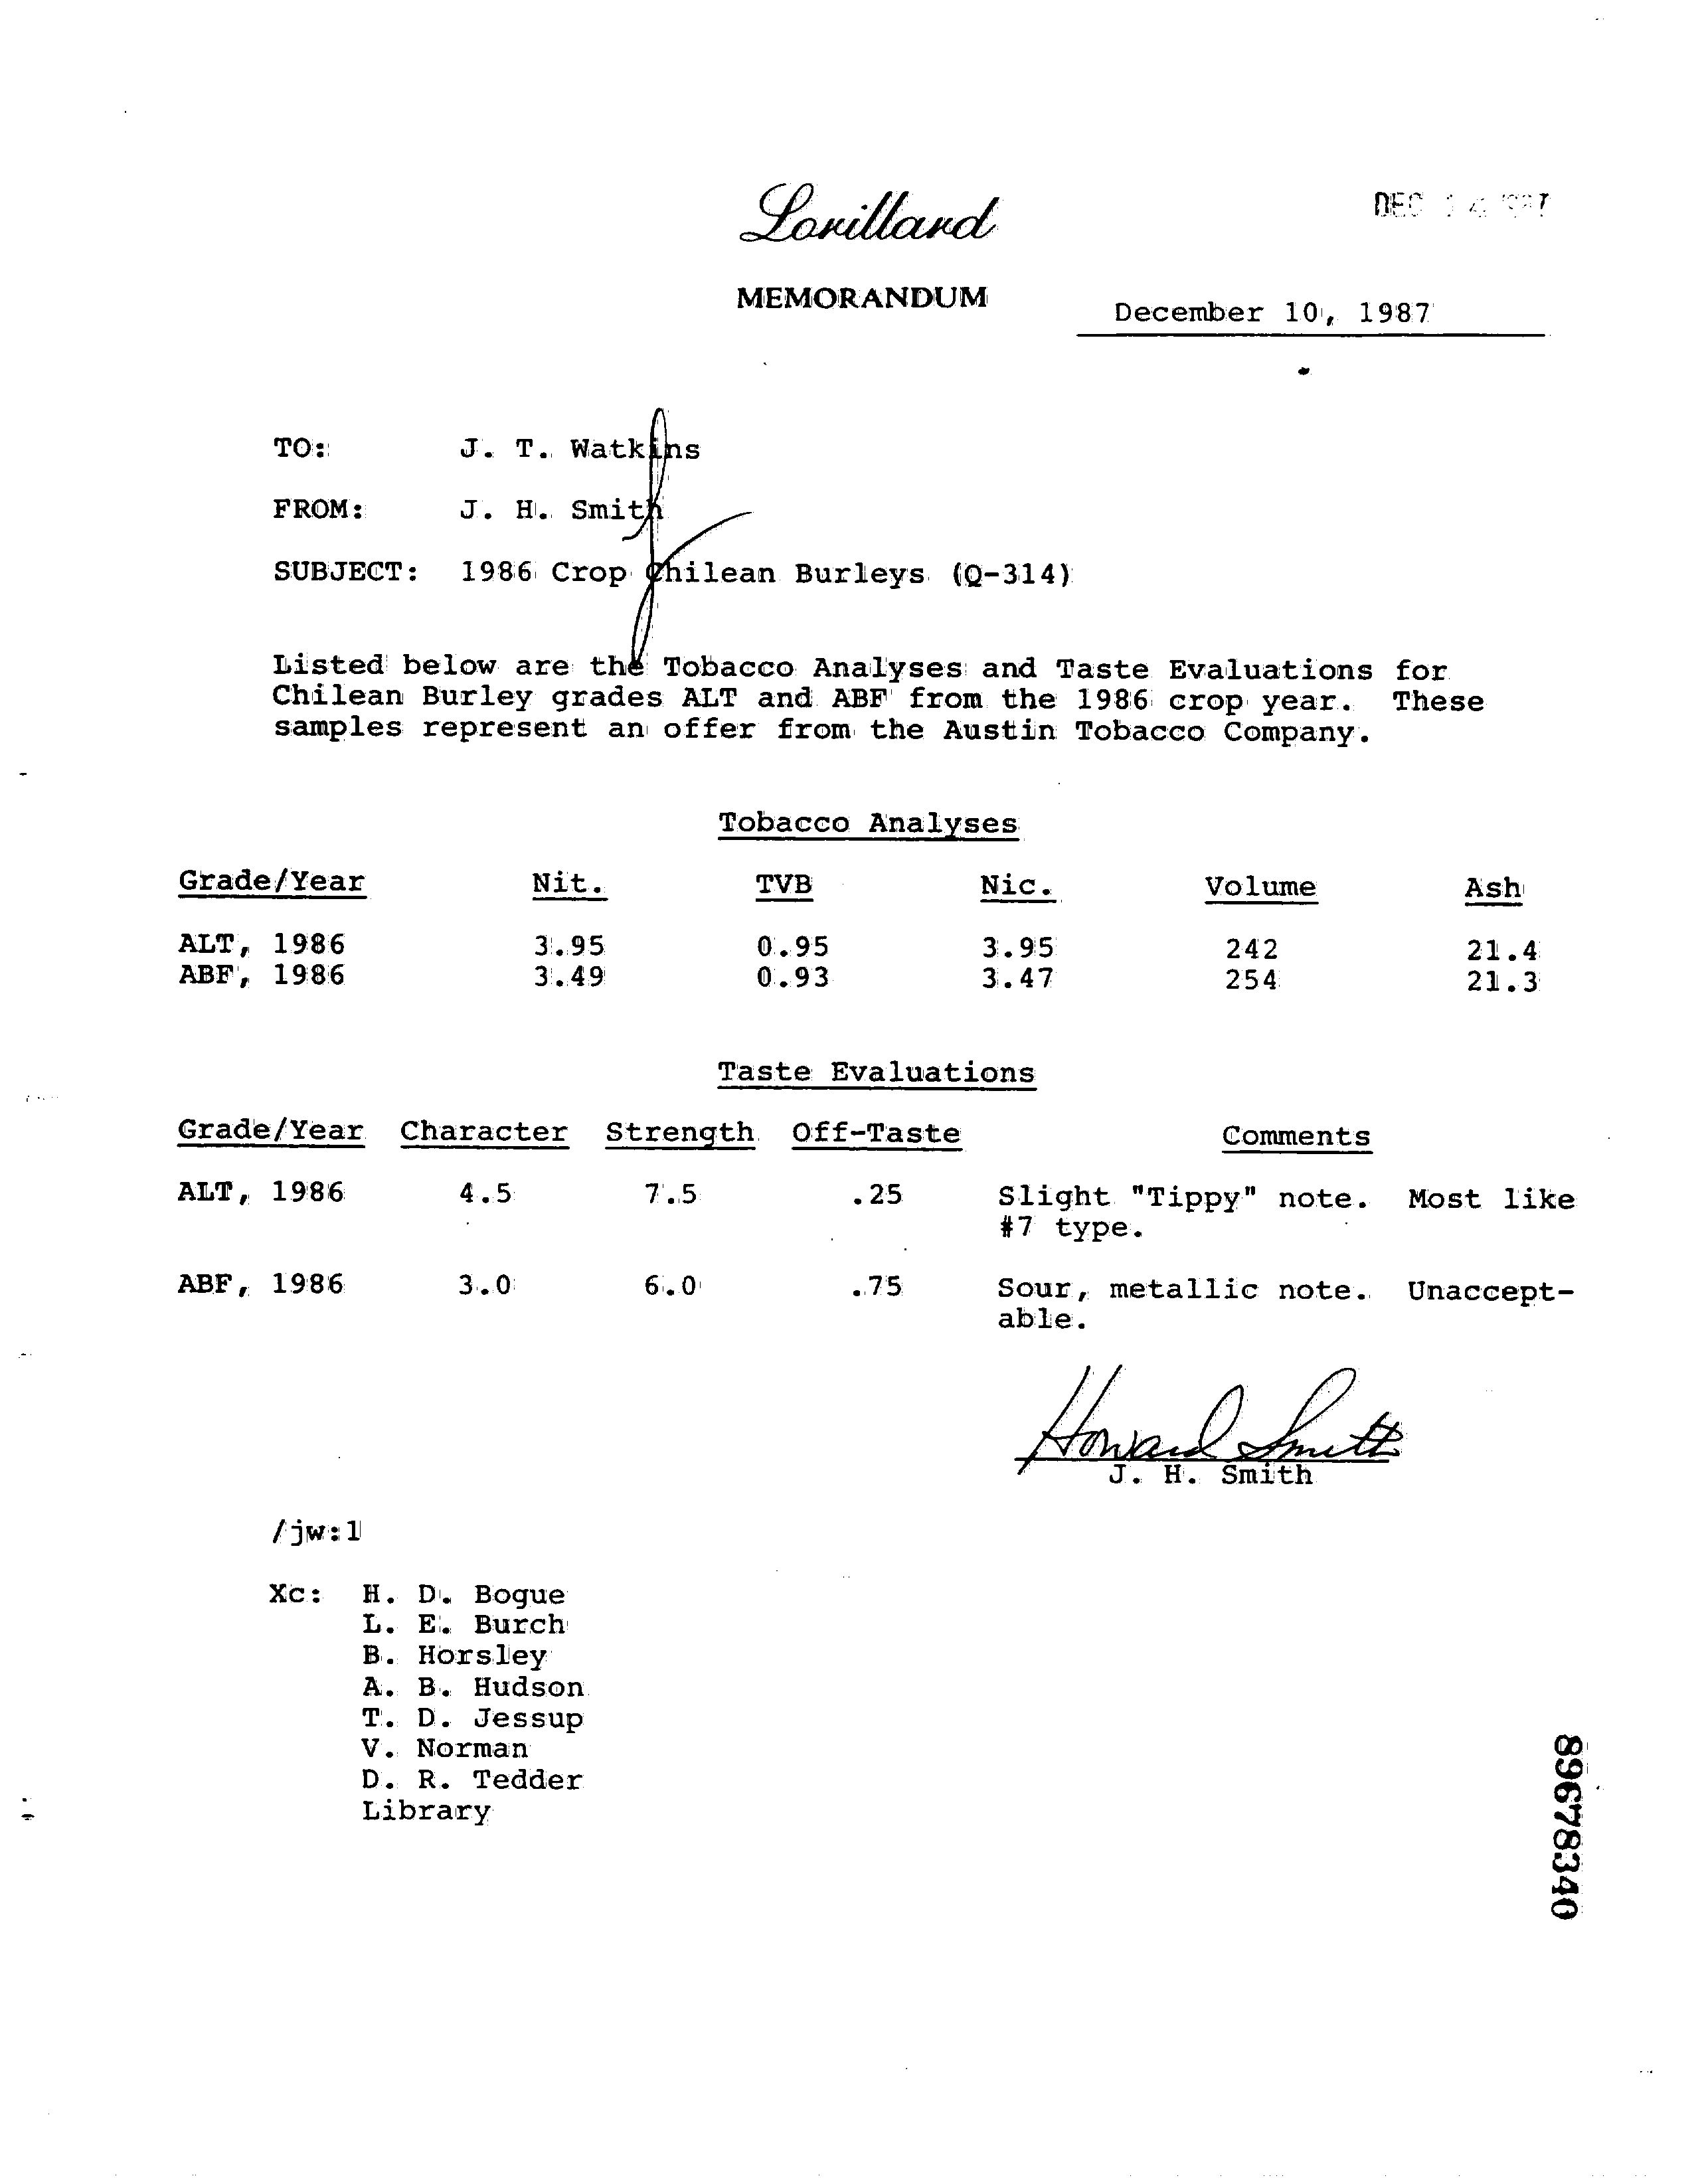 Lorillard
DEC 14 1987
MEMORANDUM
December 10, 1987
TO: J. T. Watkins
FROM: J. H. Smith
SUBJECT: 1986 Crop Chilean Burleys (Q-314)
Listed below are the Tobacco Analyses and Taste Evaluations for
Chilean Burley grades ALT and ABF from the 1986 crop year. These
samples represent an offer from the Austin Tobacco Company.
Tobacco Analyses
Grade/Year Nit. TVB Nic. Volume Ash
ALT, 1986 3.95 0.95 3.95 242 21.4
ABF, 1986 3.49 0.93 3.47 254 21.3
Taste Evaluations
Grade/Year Character Strength Off-Taste Comments
ALT, 1986 4.5 7.5 .25 Slight "Tippy" note. Most like
#7 type.
ABF, 1986 3.0 6.0 .75 Sour, metallic note. Unaccept-
able.
Howard Smith
J. H. Smith
/jw:l
Xc: H. D. Bogue
L. E. Burch
B. Horsley
A. B. Hudson
T. D. Jessup
V. Norman
D. R. Tedder
Library
89678340